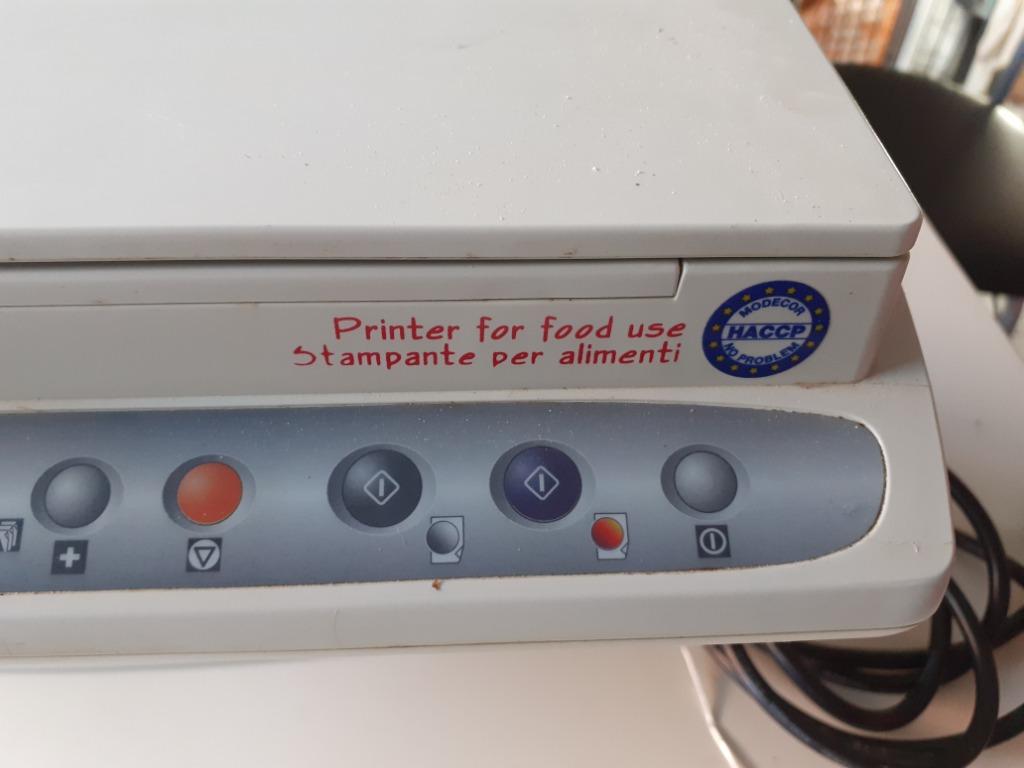 Printer for food use
Stampante per alimenti
MODECOR
HACCP
NO PROBLEM